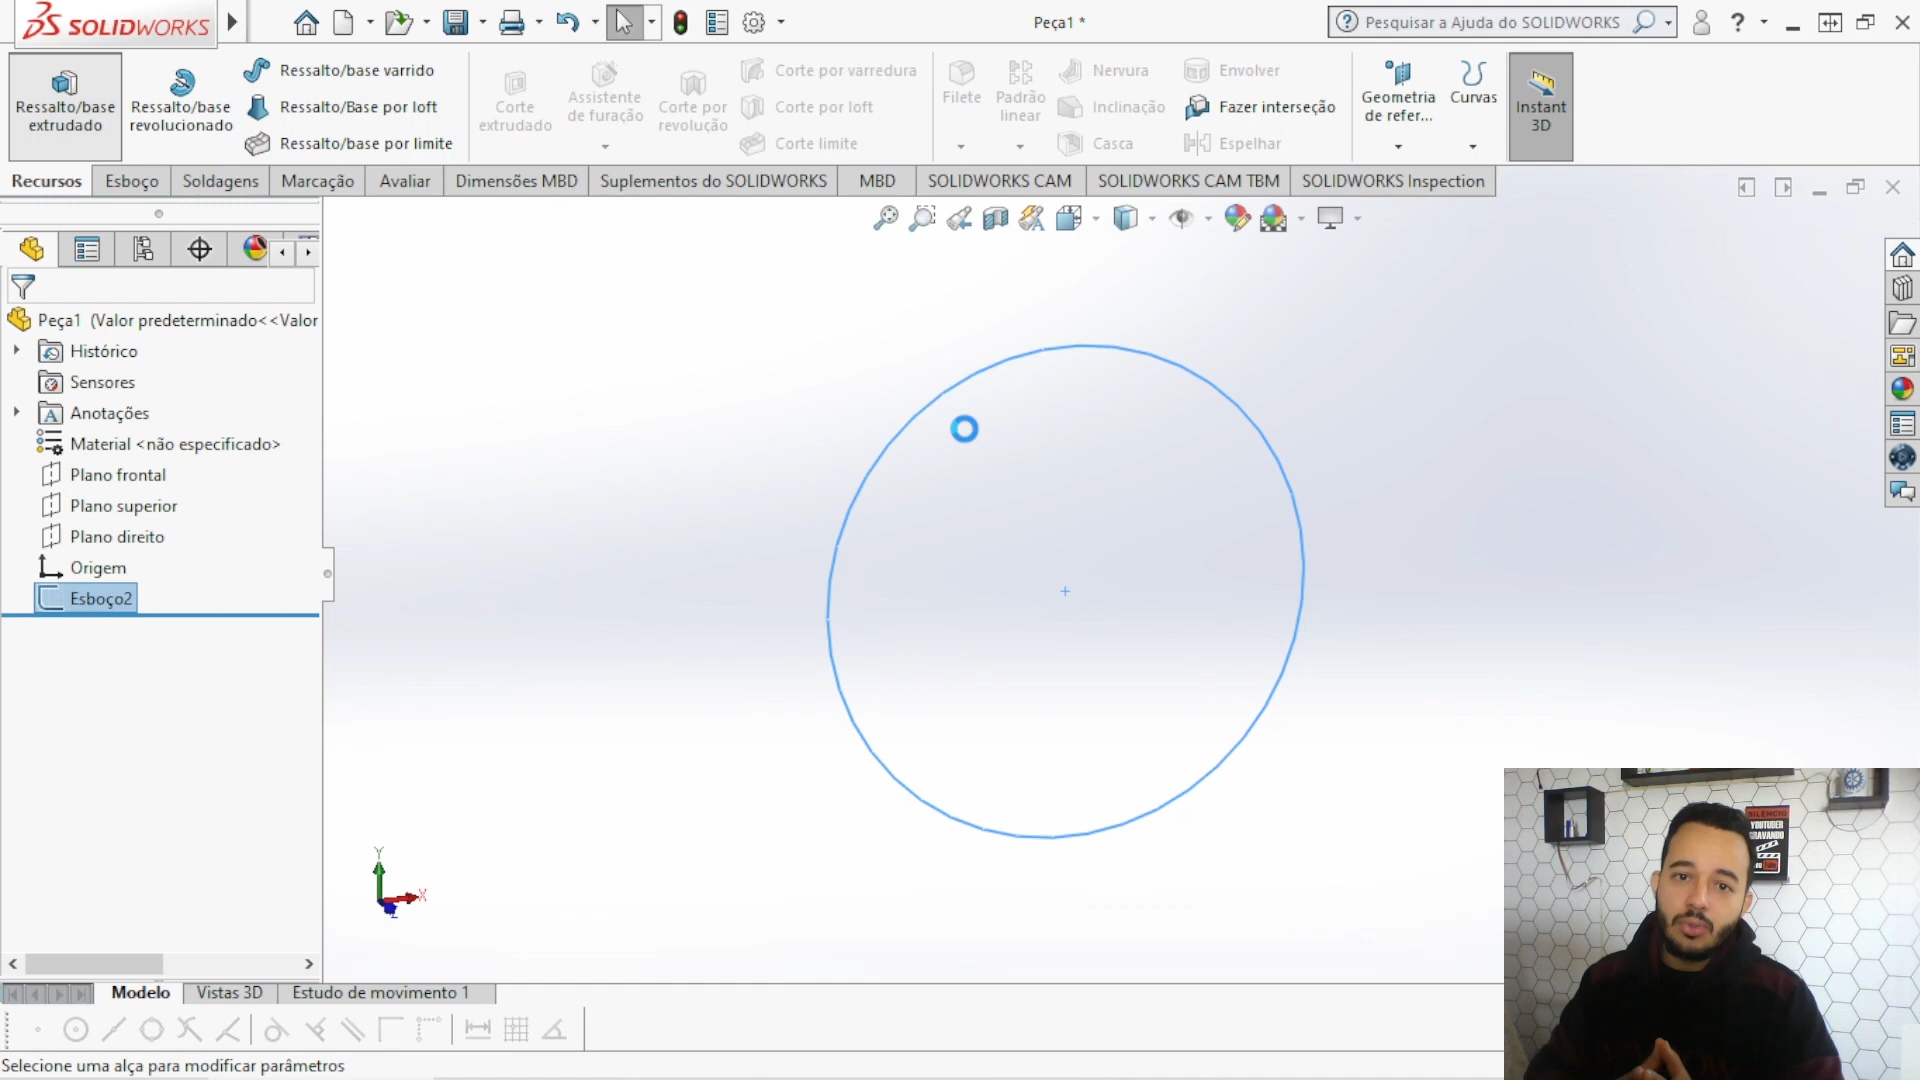 SOLIDWORKS
Peça1 *
Pesquisar a Ajuda do SOLIDWORKS
Ressalto/base extrudado
Ressalto/base revolucionado
Ressalto/base varrido
Ressalto/Base por loft
Ressalto/base por limite
Corte extrudado
Assistente de furação
Corte por revolução
Corte por varredura
Corte por loft
Corte limite
Filete
Padrão linear
Nervura
Inclinação
Casca
Envolver
Fazer interseção
Espelhar
Geometria de refer...
Curvas
Instant 3D
Recursos
Esboço
Soldagens
Marcação
Avaliar
Dimensões MBD
Suplementos do SOLIDWORKS
MBD
SOLIDWORKS CAM
SOLIDWORKS CAM TBM
SOLIDWORKS Inspection
Peça1 (Valor predeterminado<<Valor
Histórico
Sensores
Anotações
Material <não especificado>
Plano frontal
Plano superior
Plano direito
Origem
Esboço2
Y
X
Z
SILÊNCIO
YOUTUBER
GRAVANDO
Modelo
Vistas 3D
Estudo de movimento 1
Selecione uma alça para modificar parâmetros